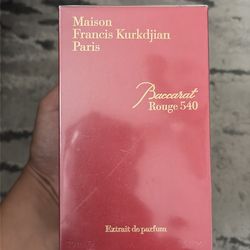 Maison
Francis Kurkdjian
Paris
Baccarat
Rouge 540
Extrait de parfum